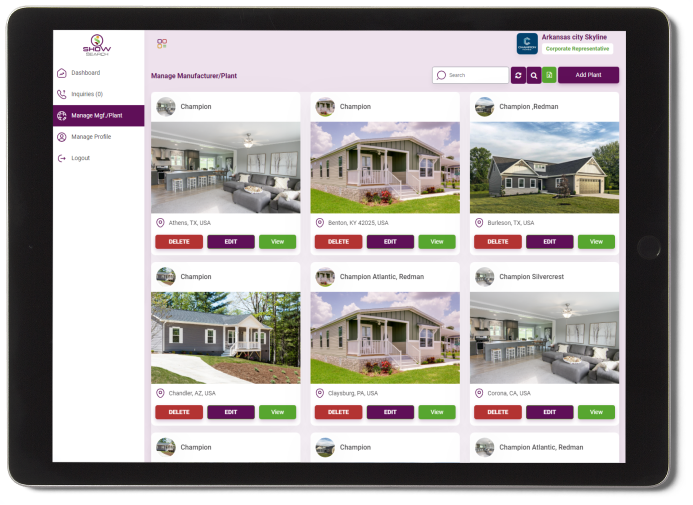 SHOW
SEARCH
Arkansas city Skyline
Corporate Representative
Dashboard
Inquiries (0)
Manage Mgf./Plant
Manage Profile
Logout
Manage Manufacturer/Plant
Search
Add Plant
Champion
Athens, TX, USA
DELETE EDIT View
Champion
Benton, KY 42025, USA
DELETE EDIT View
Champion ,Redman
Burleson, TX, USA
DELETE EDIT View
Champion
Chandler, AZ, USA
DELETE EDIT View
Champion Atlantic, Redman
Claysburg, PA, USA
DELETE EDIT View
Champion Silvercrest
Corona, CA, USA
DELETE EDIT View
Champion
Champion
Champion Atlantic, Redman